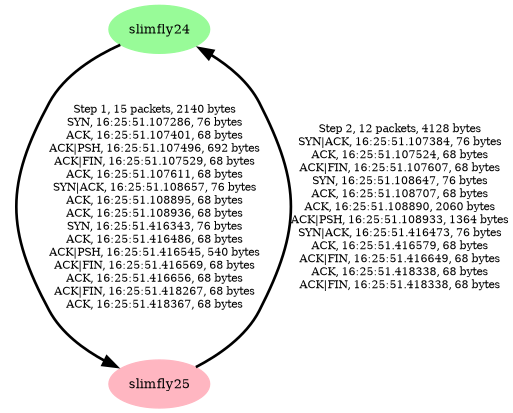 slimfly24
Step 1, 15 packets, 2140 bytes
SYN, 16:25:51.107286, 76 bytes
ACK, 16:25:51.107401, 68 bytes
ACK|PSH, 16:25:51.107496, 692 bytes
ACK|FIN, 16:25:51.107529, 68 bytes
ACK, 16:25:51.107611, 68 bytes
SYN|ACK, 16:25:51.108657, 76 bytes
ACK, 16:25:51.108895, 68 bytes
ACK, 16:25:51.108936, 68 bytes
SYN, 16:25:51.416343, 76 bytes
ACK, 16:25:51.416486, 68 bytes
ACK|PSH, 16:25:51.416545, 540 bytes
ACK|FIN, 16:25:51.416569, 68 bytes
ACK, 16:25:51.416656, 68 bytes
ACK|FIN, 16:25:51.418267, 68 bytes
ACK, 16:25:51.418367, 68 bytes
Step 2, 12 packets, 4128 bytes
SYN|ACK, 16:25:51.107384, 76 bytes
ACK, 16:25:51.107524, 68 bytes
ACK|FIN, 16:25:51.107607, 68 bytes
SYN, 16:25:51.108647, 76 bytes
ACK, 16:25:51.108707, 68 bytes
ACK, 16:25:51.108890, 2060 bytes
ACK|PSH, 16:25:51.108933, 1364 bytes
SYN|ACK, 16:25:51.416473, 76 bytes
ACK, 16:25:51.416579, 68 bytes
ACK|FIN, 16:25:51.416649, 68 bytes
ACK, 16:25:51.418338, 68 bytes
ACK|FIN, 16:25:51.418338, 68 bytes
slimfly25